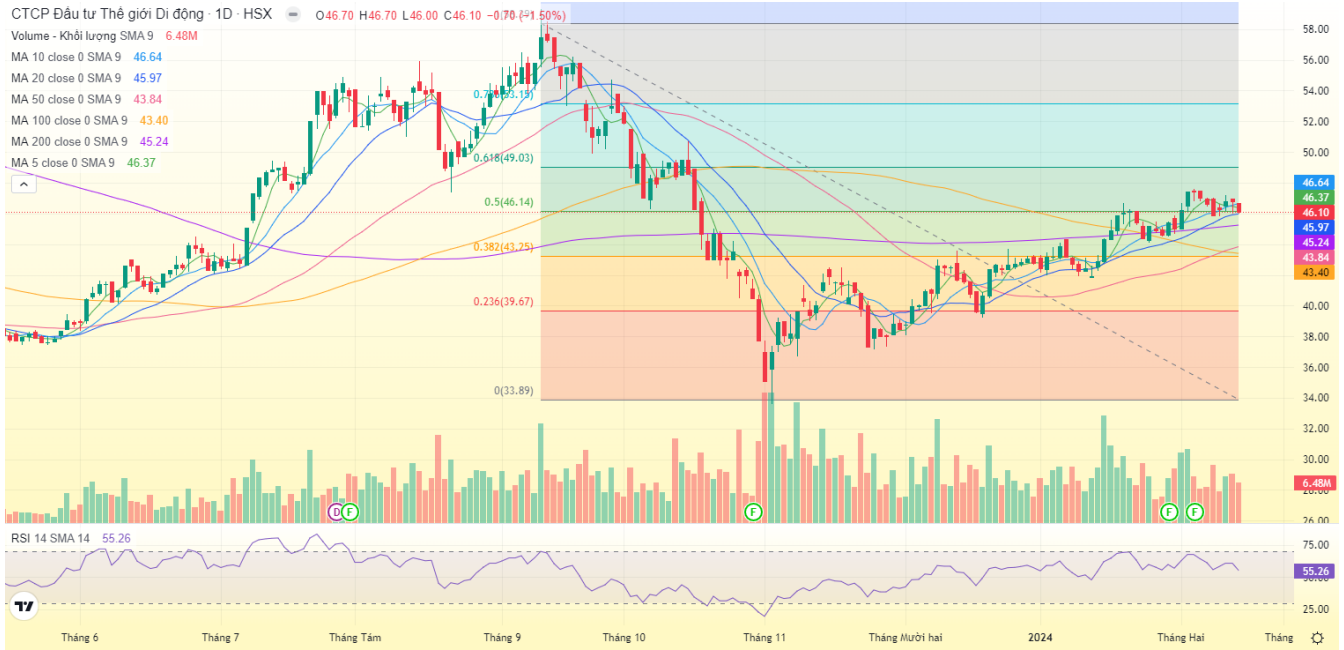 CTCP Đầu tư Thế giới Di động · 1D · HSX O46.70 H46.70 L46.00 C46.10 −0.70 (−1.50%)
Volume - Khối lượng SMA 9 6.48M
MA 10 close 0 SMA 9 46.64
MA 20 close 0 SMA 9 45.97
MA 50 close 0 SMA 9 43.84
MA 100 close 0 SMA 9 43.40
MA 200 close 0 SMA 9 45.24
MA 5 close 0 SMA 9 46.37
0.618(49.03)
0.5(46.14)
0.382(43.25)
0.236(39.67)
0(33.89)
58.00
56.00
54.00
52.00
50.00
46.64
46.37
46.10
45.97
45.24
43.84
43.40
40.00
38.00
36.00
34.00
32.00
30.00
6.48M
26.00
D F F F F
RSI 14 SMA 14 55.26
75.00
55.26
25.00
Tháng 6 Tháng 7 Tháng Tám Tháng 9 Tháng 10 Tháng 11 Tháng Mười hai 2024 Tháng Hai Tháng